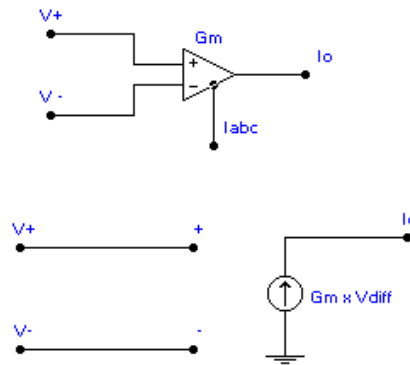 V+
Gm
Io
+
V -
-
Iabc
V+
+
Io
Gm x Vdiff
V-
-